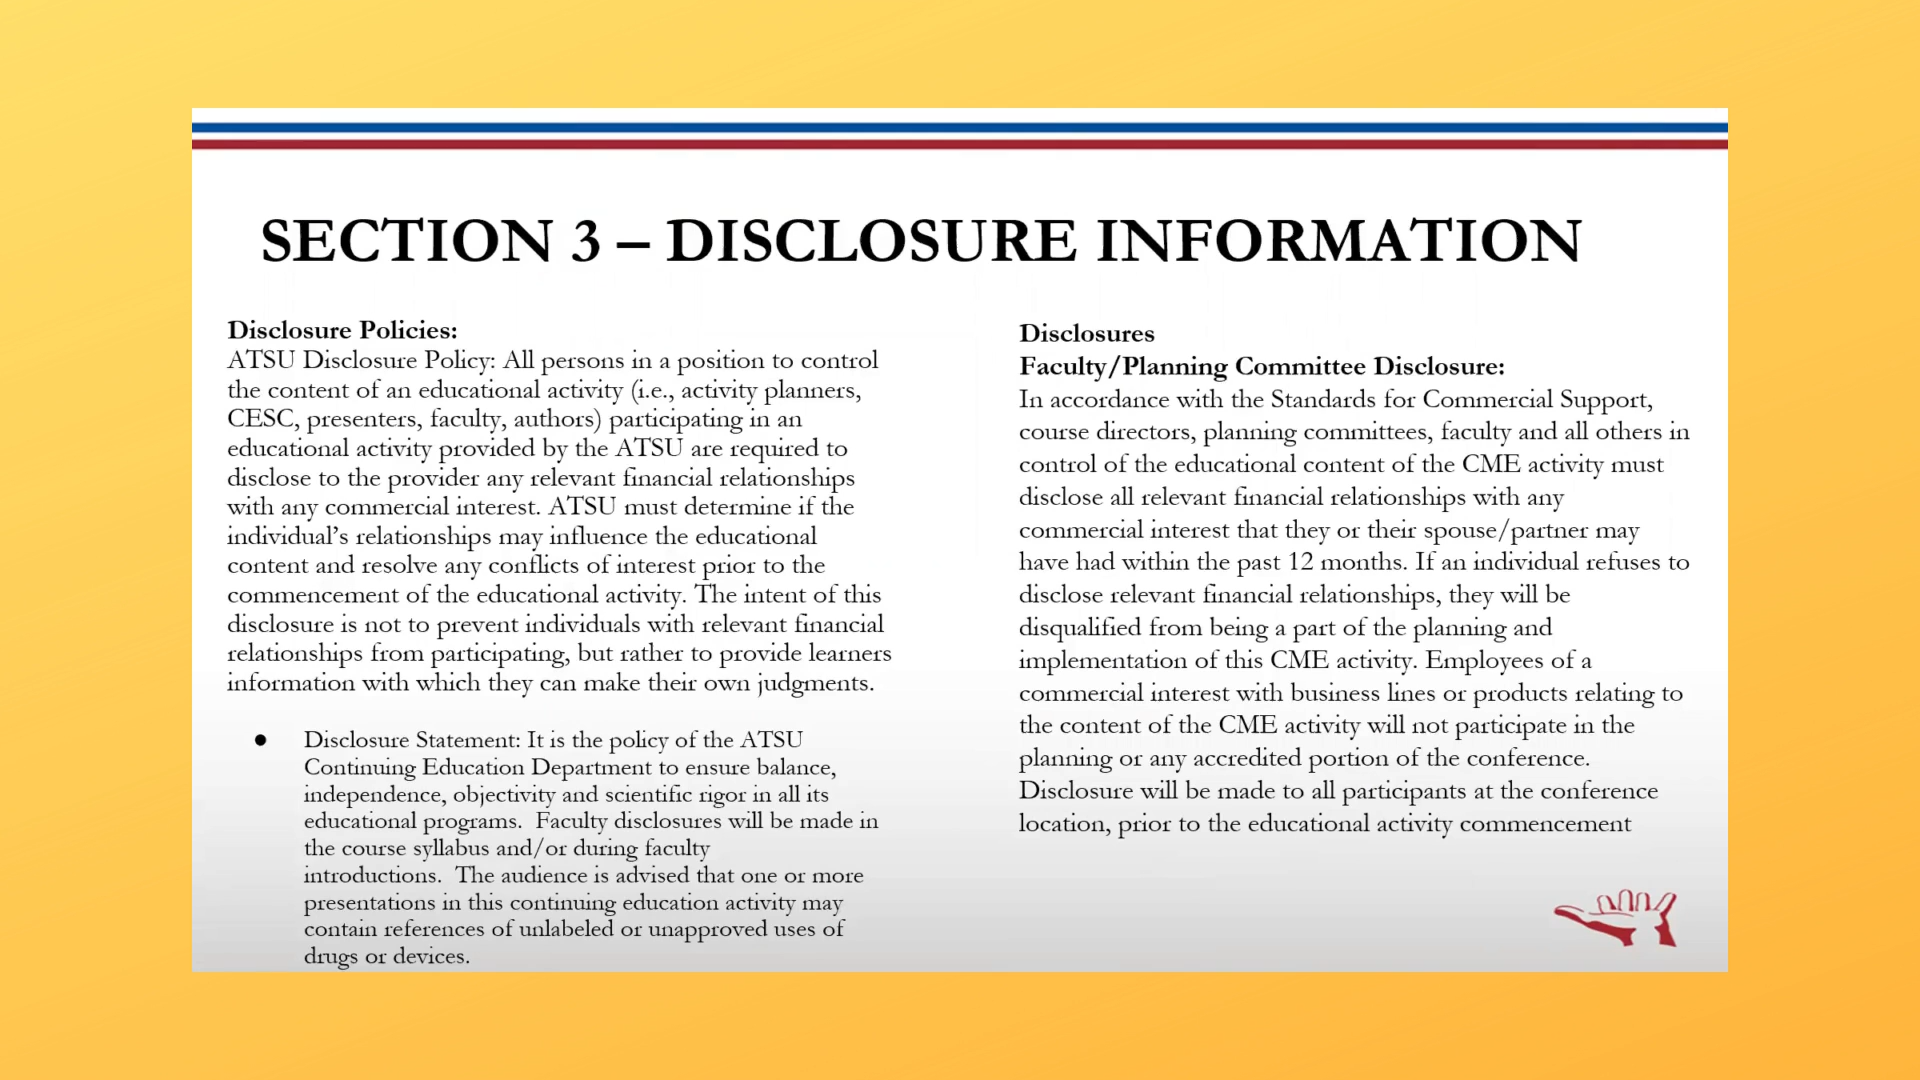 SECTION 3 – DISCLOSURE INFORMATION
Disclosure Policies:
ATSU Disclosure Policy: All persons in a position to control
the content of an educational activity (i.e., activity planners,
CESC, presenters, faculty, authors) participating in an
educational activity provided by the ATSU are required to
disclose to the provider any relevant financial relationships
with any commercial interest. ATSU must determine if the
individual’s relationships may influence the educational
content and resolve any conflicts of interest prior to the
commencement of the educational activity. The intent of this
disclosure is not to prevent individuals with relevant financial
relationships from participating, but rather to provide learners
information with which they can make their own judgments.
● Disclosure Statement: It is the policy of the ATSU
Continuing Education Department to ensure balance,
independence, objectivity and scientific rigor in all its
educational programs.  Faculty disclosures will be made in
the course syllabus and/or during faculty
introductions.  The audience is advised that one or more
presentations in this continuing education activity may
contain references of unlabeled or unapproved uses of
drugs or devices.
Disclosures
Faculty/Planning Committee Disclosure:
In accordance with the Standards for Commercial Support,
course directors, planning committees, faculty and all others in
control of the educational content of the CME activity must
disclose all relevant financial relationships with any
commercial interest that they or their spouse/partner may
have had within the past 12 months. If an individual refuses to
disclose relevant financial relationships, they will be
disqualified from being a part of the planning and
implementation of this CME activity. Employees of a
commercial interest with business lines or products relating to
the content of the CME activity will not participate in the
planning or any accredited portion of the conference.
Disclosure will be made to all participants at the conference
location, prior to the educational activity commencement